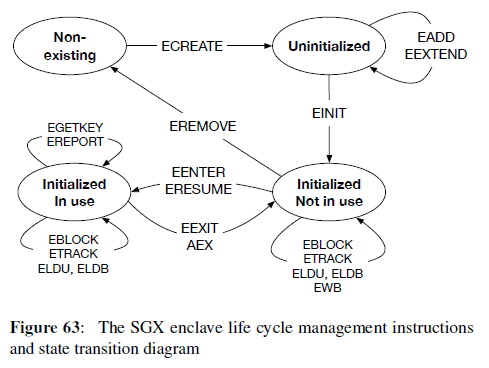 Non-
existing
ECREATE
Uninitialized
EADD
EEXTEND
EINIT
EREMOVE
EGETKEY
EREPORT
Initialized
In use
EENTER
ERESUME
Initialized
Not in use
EEXIT
AEX
EBLOCK
ETRACK
ELDU, ELDB
EBLOCK
ETRACK
ELDU, ELDB
EWB
Figure 63: The SGX enclave life cycle management instructions
and state transition diagram